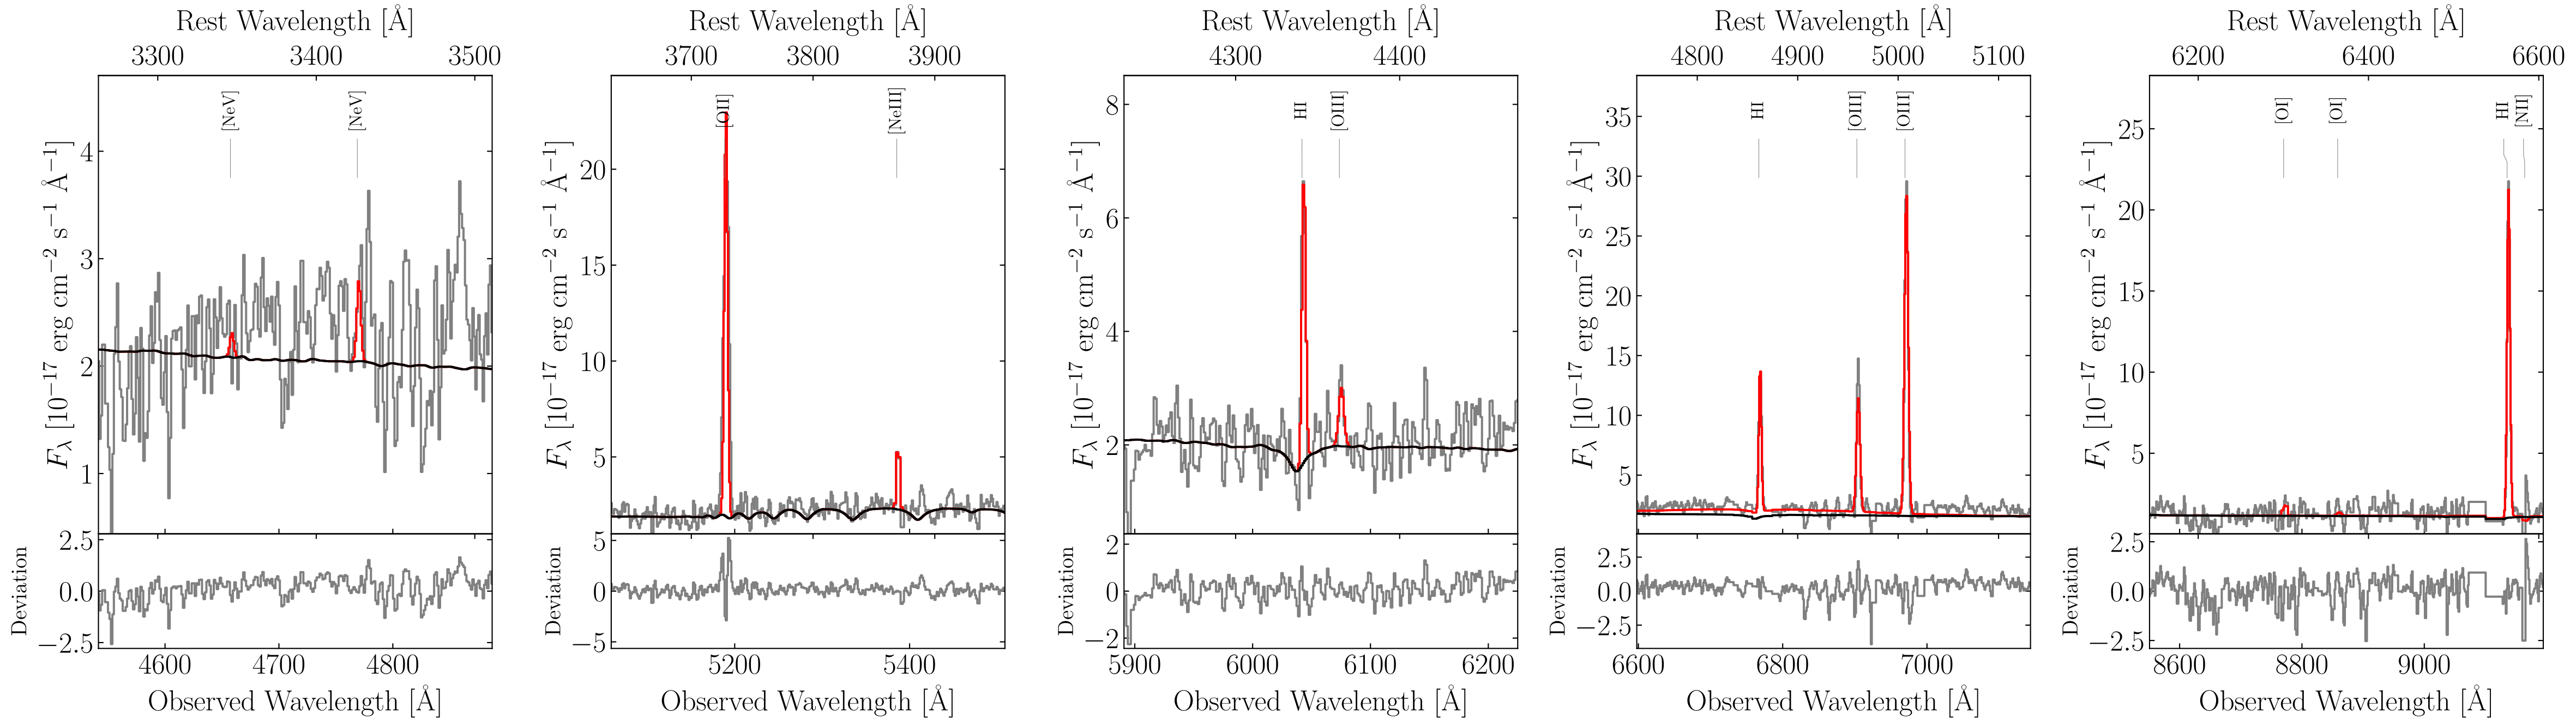 Rest Wavelength [Å]
3300 3400 3500
[NeV] [NeV]
4
3
2
1
F_λ [10^−17 erg cm^−2 s^−1 Å^−1]
2.5
0.0
−2.5
Deviation
4600 4700 4800
Observed Wavelength [Å]
Rest Wavelength [Å]
3700 3800 3900
[OII] [NeIII]
20
15
10
5
F_λ [10^−17 erg cm^−2 s^−1 Å^−1]
5
0
−5
Deviation
5200 5400
Observed Wavelength [Å]
Rest Wavelength [Å]
4300 4400
HI [OIII]
8
6
4
2
F_λ [10^−17 erg cm^−2 s^−1 Å^−1]
2
0
−2
Deviation
5900 6000 6100 6200
Observed Wavelength [Å]
Rest Wavelength [Å]
4800 4900 5000 5100
HI [OIII] [OIII]
35
30
25
20
15
10
5
F_λ [10^−17 erg cm^−2 s^−1 Å^−1]
2.5
0.0
−2.5
Deviation
6600 6800 7000
Observed Wavelength [Å]
Rest Wavelength [Å]
6200 6400 6600
[OI] [OI] HI [NII]
25
20
15
10
5
F_λ [10^−17 erg cm^−2 s^−1 Å^−1]
2.5
0.0
−2.5
Deviation
8600 8800 9000
Observed Wavelength [Å]